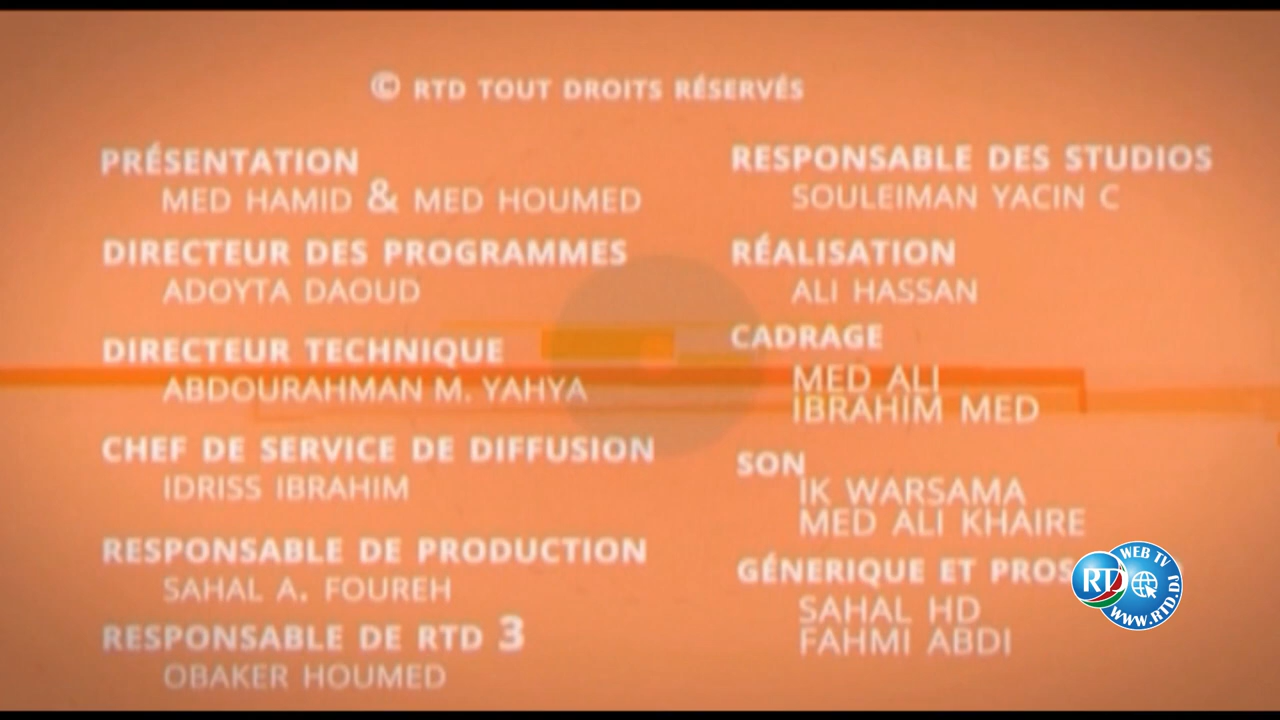 © RTD TOUT DROITS RÉSERVÉS
PRÉSENTATION
MED HAMID & MED HOUMED
DIRECTEUR DES PROGRAMMES
ADOYTA DAOUD
DIRECTEUR TECHNIQUE
ABDOURAHMAN M. YAHYA
CHEF DE SERVICE DE DIFFUSION
IDRISS IBRAHIM
RESPONSABLE DE PRODUCTION
SAHAL A. FOUREH
RESPONSABLE DE RTD 3
OBAKER HOUMED
RESPONSABLE DES STUDIOS
SOULEIMAN YACIN C
RÉALISATION
ALI HASSAN
CADRAGE
MED ALI
IBRAHIM MED
SON
IK WARSAMA
MED ALI KHAIRE
GÉNERIQUE ET
SAHAL HD
FAHMI ABDI
RTD
WEB TV
WWW.RTD.DJ